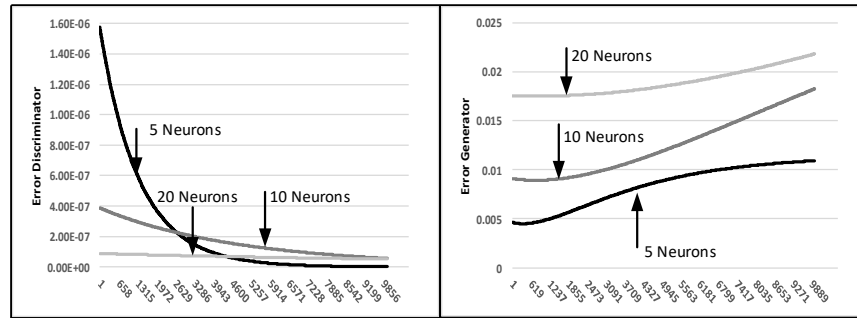 1.60E-06
1.40E-06
1.20E-06
1.00E-06
8.00E-07
6.00E-07
4.00E-07
2.00E-07
0.00E+00
Error Discriminator
5 Neurons
20 Neurons
10 Neurons
1
658
1315
1972
2629
3286
3943
4600
5257
5914
6571
7228
7885
8542
9199
9856
0.025
0.02
0.015
0.01
0.005
0
Error Generator
20 Neurons
10 Neurons
5 Neurons
1
619
1237
1855
2473
3091
3709
4327
4945
5563
6181
6799
7417
8035
8653
9271
9889